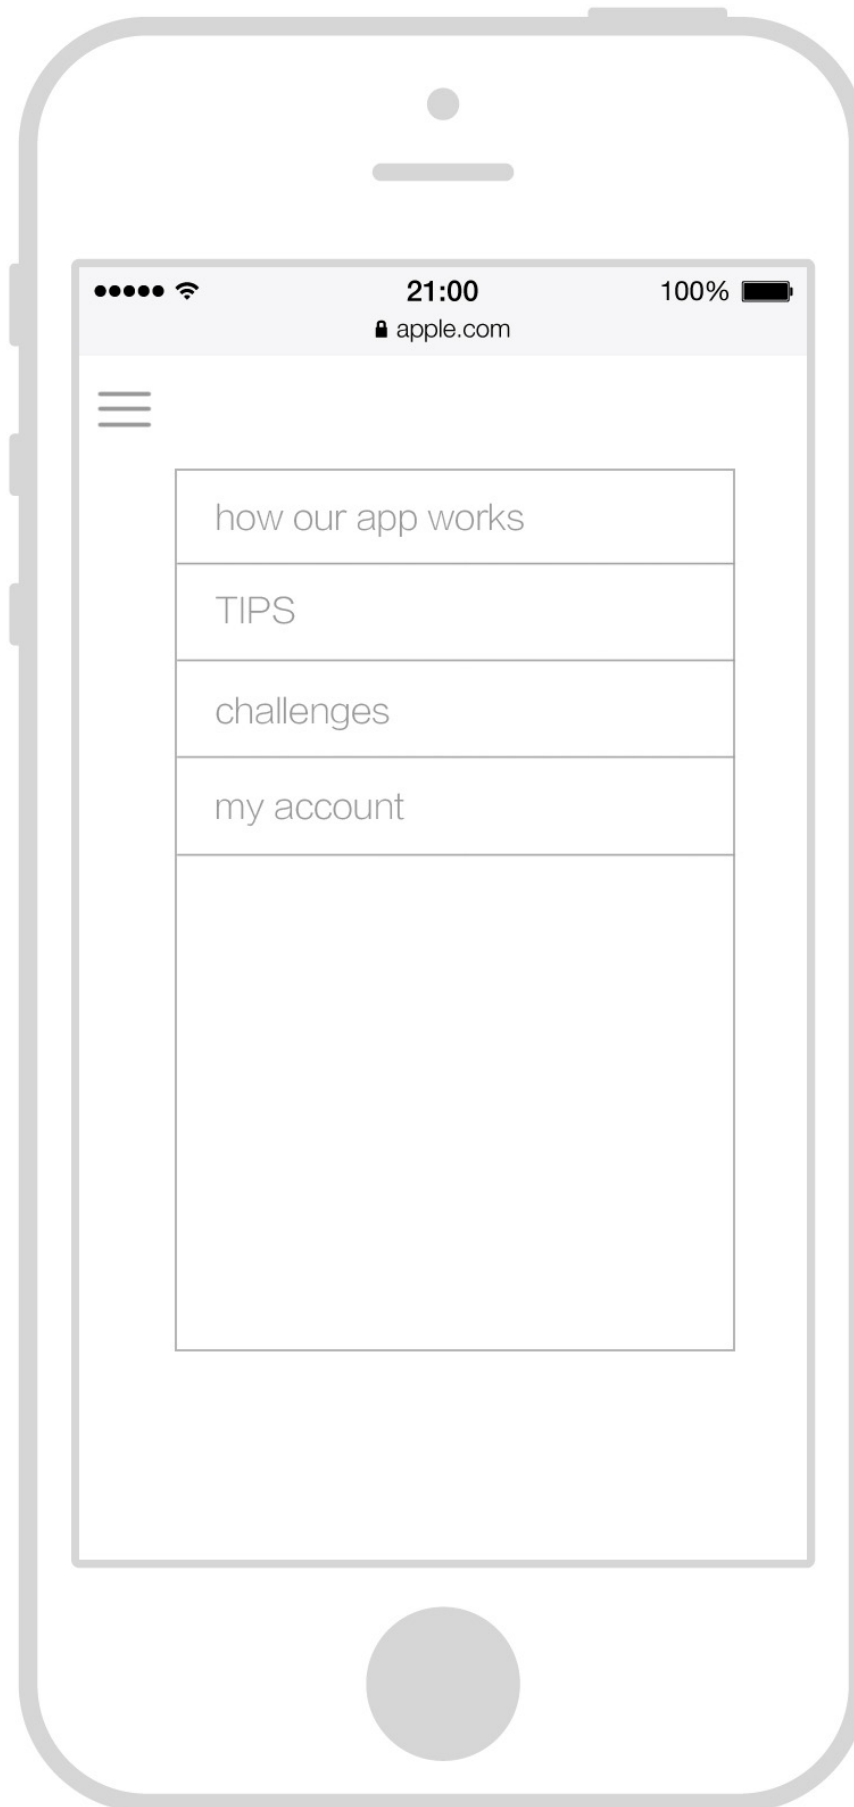 21:00
100%
apple.com
how our app works
TIPS
challenges
my account